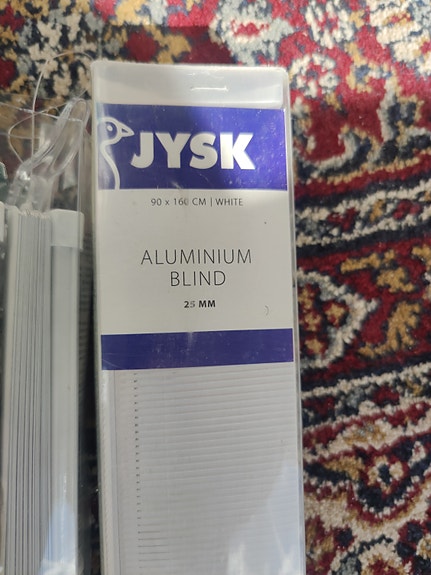 JYSK
90 x 160 CM | WHITE
ALUMINIUM
BLIND
25 MM